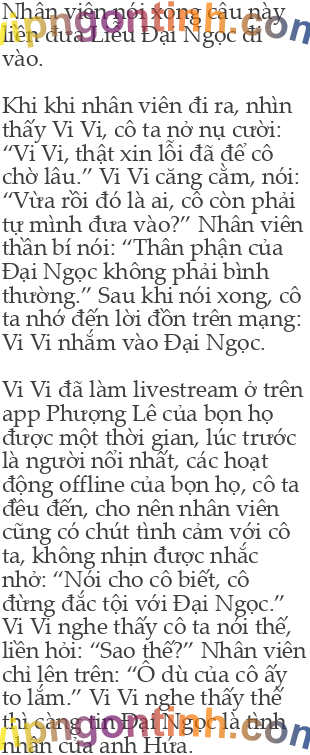 Nhân viên nói xong câu này
liền đưa Liễu Đại Ngọc đi
vào.
Khi khi nhân viên đi ra, nhìn
thấy Vi Vi, cô ta nở nụ cười:
“Vi Vi, thật xin lỗi đã để cô
chờ lâu.” Vi Vi căng cằm, nói:
“Vừa rồi đó là ai, cô còn phải
tự mình đưa vào?” Nhân viên
thần bí nói: “Thân phận của
Đại Ngọc không phải bình
thường.” Sau khi nói xong, cô
ta nhớ đến lời đồn trên mạng:
Vi Vi nhắm vào Đại Ngọc.
Vi Vi đã làm livestream ở trên
app Phượng Lê của bọn họ
được một thời gian, lúc trước
là người nổi nhất, các hoạt
động offline của bọn họ, cô ta
đều đến, cho nên nhân viên
cũng có chút tình cảm với cô
ta, không nhịn được nhắc
nhở: “Nói cho cô biết, cô
đừng đắc tội với Đại Ngọc.”
Vi Vi nghe thấy cô ta nói thế,
liền hỏi: “Sao thế?” Nhân viên
chỉ lên trên: “Ô dù của cô ấy
to lắm.” Vi Vi nghe thấy thế
thì càng tin Đại Ngọc là tình
nhân của anh Hứa.
vipngontinh.com
vipngontinh.com